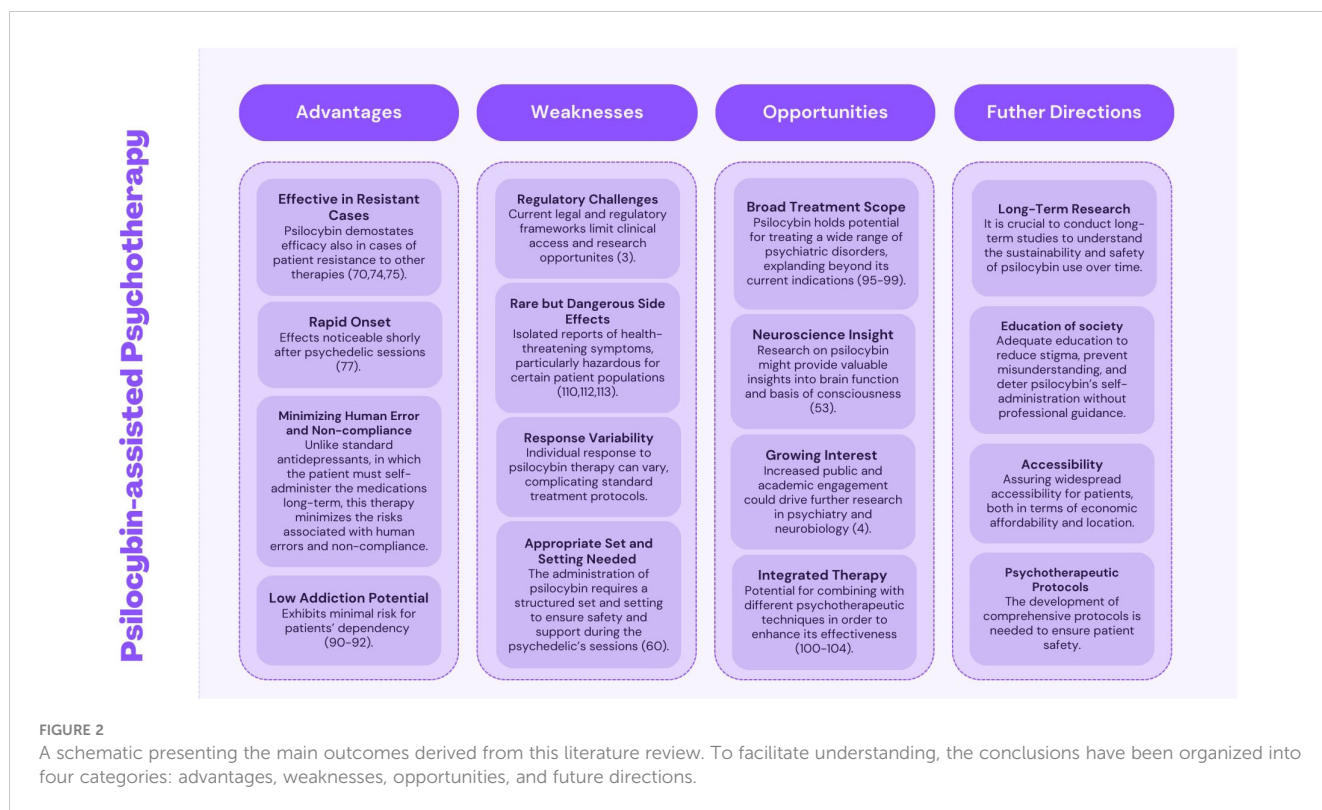 Psilocybin-assisted Psychotherapy
Advantages
Effective in Resistant
Cases
Psilocybin demostates
efficacy also in cases of
patient resistance to other
therapies (70,74,75).
Rapid Onset
Effects noticeable shorly
after psychedelic sessions
(77).
Minimizing Human Error
and Non-compliance
Unlike standard
antidepressants, in which
the patient must self-
administer the medications
long-term, this therapy
minimizes the risks
associated with human
errors and non-compliance.
Low Addiction Potential
Exhibits minimal risk for
patients’ dependency
(90-92).
Weaknesses
Regulatory Challenges
Current legal and regulatory
frameworks limit clinical
access and research
opportunites (3).
Rare but Dangerous Side
Effects
Isolated reports of health-
threatening symptoms,
particularly hazardous for
certain patient populations
(110,112,113).
Response Variability
Individual response to
psilocybin therapy can vary,
complicating standard
treatment protocols.
Appropriate Set and
Setting Needed
The administration of
psilocybin requires a
structured set and setting
to ensure safety and
support during the
psychedelic’s sessions (60).
Opportunities
Broad Treatment Scope
Psilocybin holds potential
for treating a wide range of
psychiatric disorders,
explanding beyond its
current indications (95-99).
Neuroscience Insight
Research on psilocybin
might provide valuable
insights into brain function
and basis of consciousness
(53).
Growing Interest
Increased public and
academic engagement
could drive further research
in psychiatry and
neurobiology (4).
Integrated Therapy
Potential for combining with
different psychotherapeutic
techniques in order to
enhance its effectiveness
(100-104).
Futher Directions
Long-Term Research
It is crucial to conduct long-
term studies to understand
the sustainability and safety
of psilocybin use over time.
Education of society
Adequate education to
reduce stigma, prevent
misunderstanding, and
deter psilocybin’s self-
administration without
professional guidance.
Accessibility
Assuring widespread
accessibility for patients,
both in terms of economic
affordability and location.
Psychotherapeutic
Protocols
The development of
comprehensive protocols is
needed to ensure patient
safety.
FIGURE 2
A schematic presenting the main outcomes derived from this literature review. To facilitate understanding, the conclusions have been organized into
four categories: advantages, weaknesses, opportunities, and future directions.